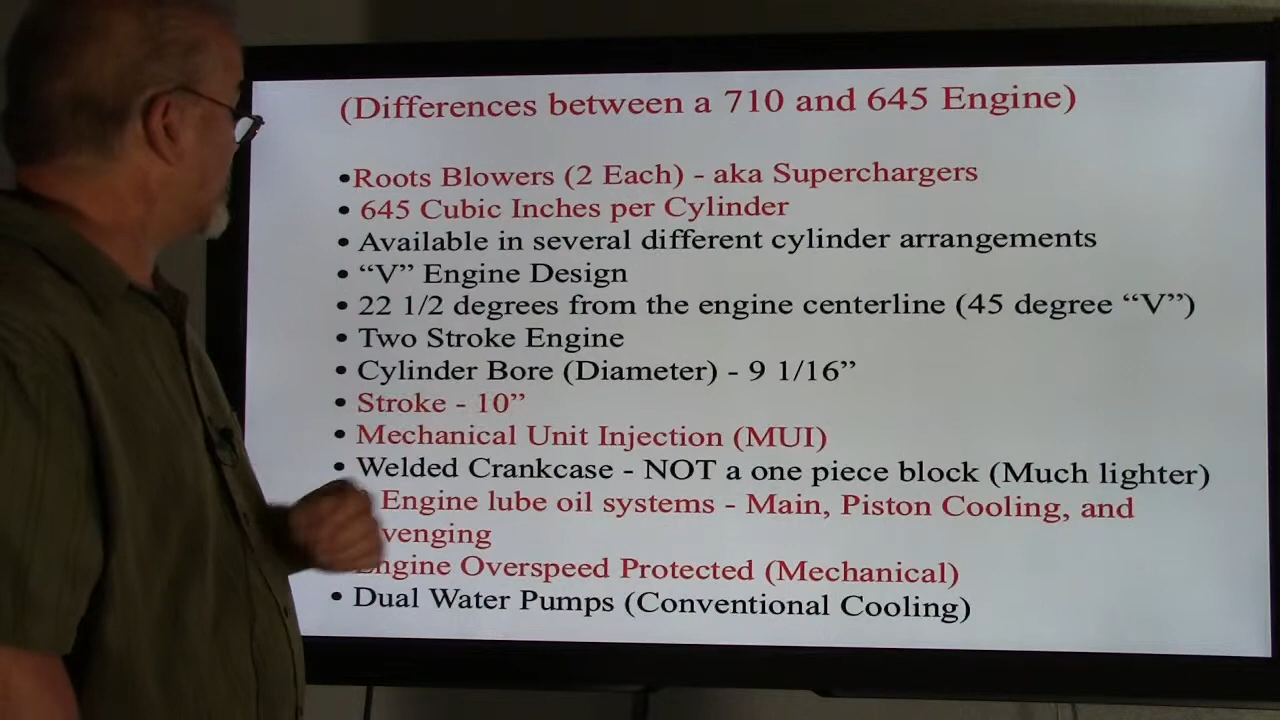 (Differences between a 710 and 645 Engine)
•Roots Blowers (2 Each) - aka Superchargers
• 645 Cubic Inches per Cylinder
• Available in several different cylinder arrangements
• “V” Engine Design
• 22 1/2 degrees from the engine centerline (45 degree “V”)
• Two Stroke Engine
• Cylinder Bore (Diameter) - 9 1/16”
• Stroke - 10”
• Mechanical Unit Injection (MUI)
• Welded Crankcase - NOT a one piece block (Much lighter)
Engine lube oil systems - Main, Piston Cooling, and
venging
Engine Overspeed Protected (Mechanical)
• Dual Water Pumps (Conventional Cooling)